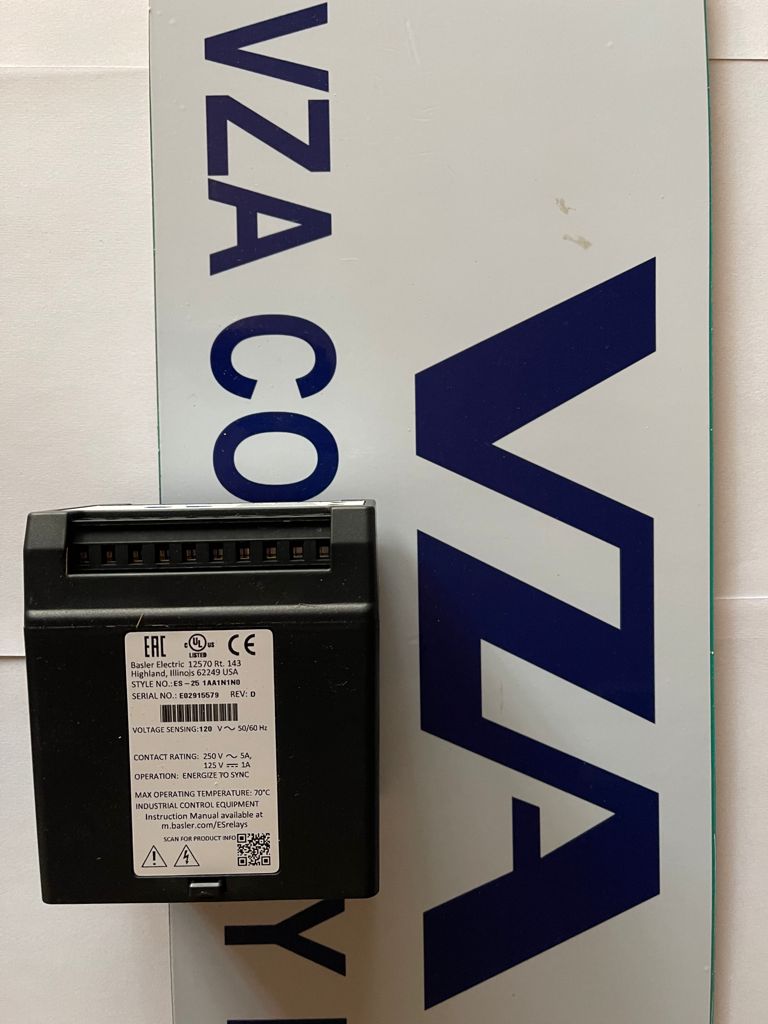 VZA CO
Y
VZA
EAC
c UL us
LISTED
CE
Basler Electric 12570 Rt. 143
Highland, Illinois 62249 USA
STYLE NO.: ES-25 1AA1N1N0
SERIAL NO.: E02915579 REV: D
VOLTAGE SENSING: 120 V ~ 50/60 Hz
CONTACT RATING: 250 V ~ 5A,
125 V ⎓ 1A
OPERATION: ENERGIZE TO SYNC
MAX OPERATING TEMPERATURE: 70°C
INDUSTRIAL CONTROL EQUIPMENT
Instruction Manual available at
m.basler.com/ESrelays
SCAN FOR PRODUCT INFO